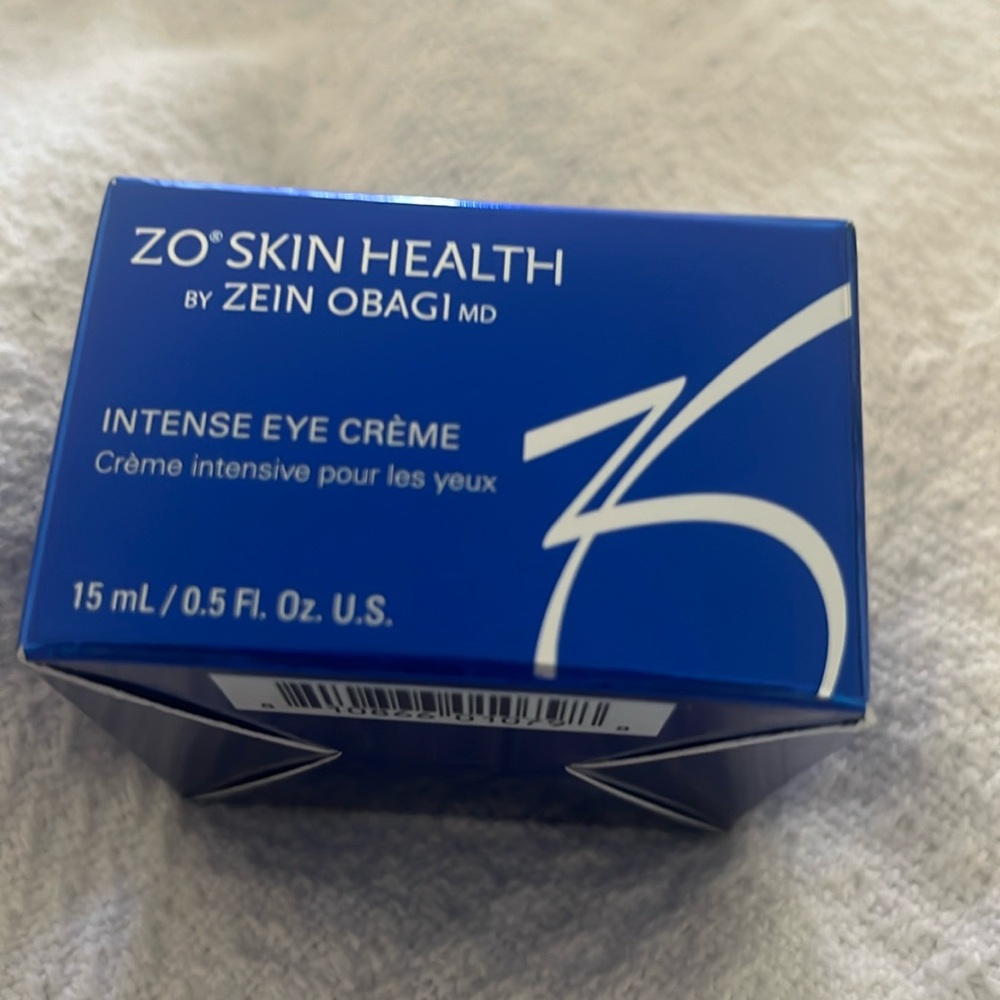 ZO® SKIN HEALTH
BY ZEIN OBAGI MD
INTENSE EYE CRÈME
Crème intensive pour les yeux
15 mL / 0.5 Fl. Oz. U.S.